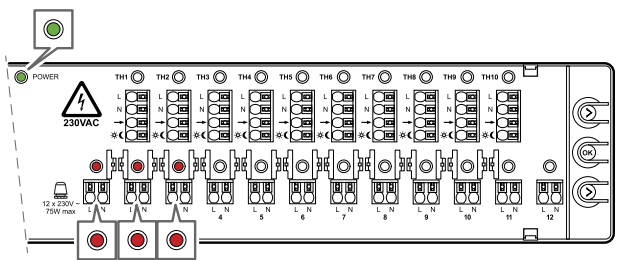 POWER
TH1 TH2 TH3 TH4 TH5 TH6 TH7 TH8 TH9 TH10
L
N
230VAC
OK
12 x 230V ~
75W max
L N L N N L N L N L N L N L N L N L N L N L N
4 5 6 7 8 9 10 11 12